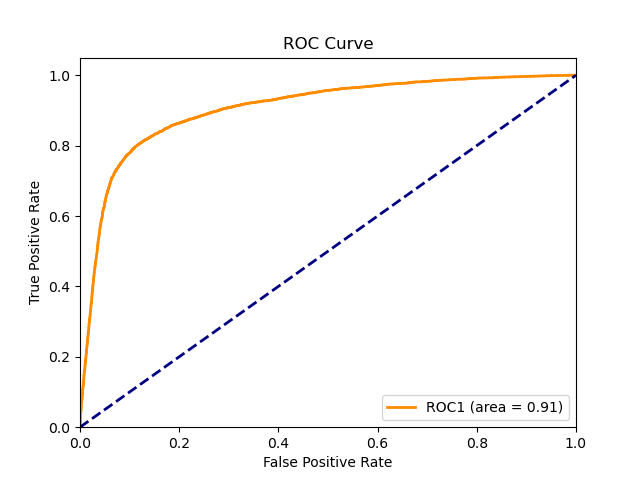 ROC Curve
1.0
0.8
0.6
0.4
0.2
0.0
True Positive Rate
0.0 0.2 0.4 0.6 0.8 1.0
False Positive Rate
ROC1 (area = 0.91)